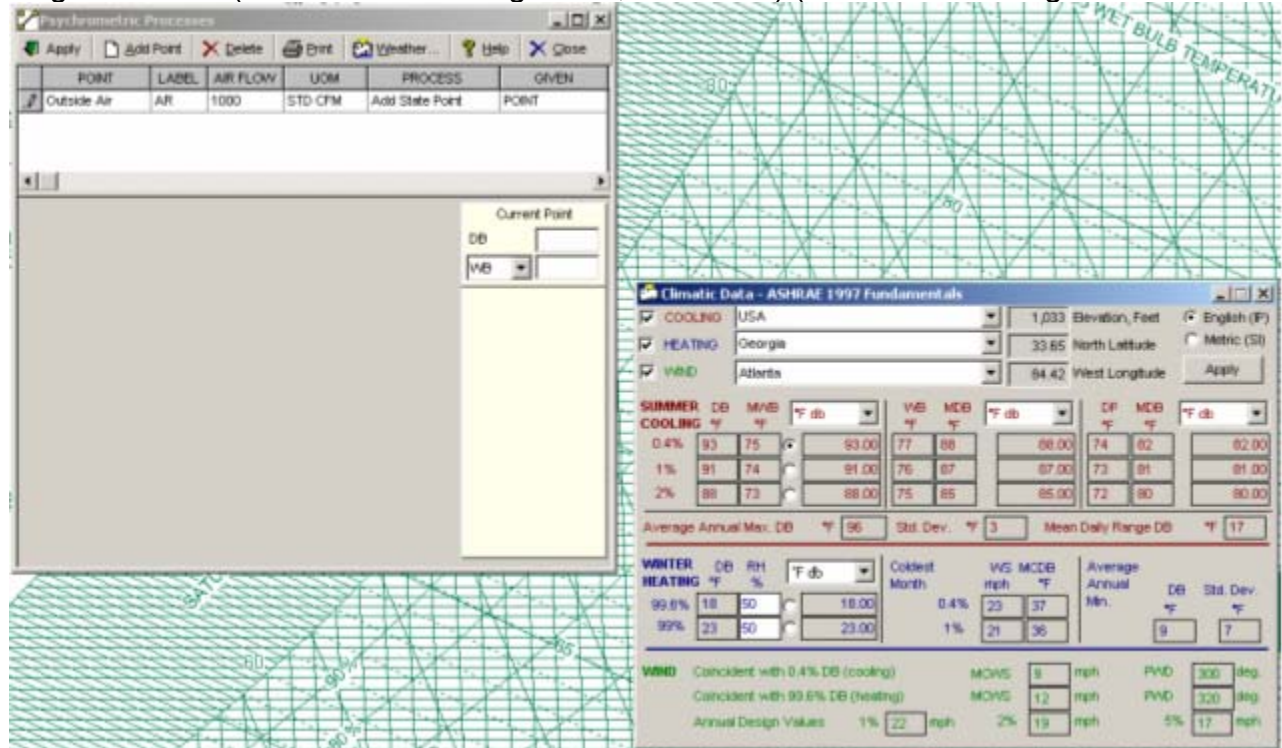 Psychrometric Processes
Apply Add Point Delete Print Weather... Help Close
POINT LABEL AIR FLOW UOM PROCESS GIVEN
Outside Air AR 1000 STD CFM Add State Point POINT
Current Point
DB
WB
WET BULB TEMPERATU
80
80
60
65
90%
80%
Climatic Data - ASHRAE 1997 Fundamentals
COOLING USA 1,033 Elevation, Feet English (IP)
HEATING Georgia 33.65 North Latitude Metric (SI)
WIND Atlanta 84.42 West Longitude Apply
SUMMER COOLING DB °F MWB °F °F db WB °F MDB °F °F db DP °F MDB °F °F db
0.4% 93 75 93.00 77 88 88.00 74 82 82.00
1% 91 74 91.00 76 87 87.00 73 81 81.00
2% 88 73 88.00 75 85 85.00 72 80 80.00
Average Annual Max. DB °F 96 Std. Dev. °F 3 Mean Daily Range DB °F 17
WINTER HEATING DB °F RH % °F db Coldest Month WS mph MCDB °F Average Annual Min. DB °F Std. Dev. °F
99.6% 18 50 18.00 0.4% 23 37 9 7
99% 23 50 23.00 1% 21 36
WIND Coincident with 0.4% DB (cooling) MCWS 9 mph PWD 300 deg.
Coincident with 99.6% DB (heating) MCWS 12 mph PWD 320 deg.
Annual Design Values 1% 22 mph 2% 19 mph 5% 17 mph